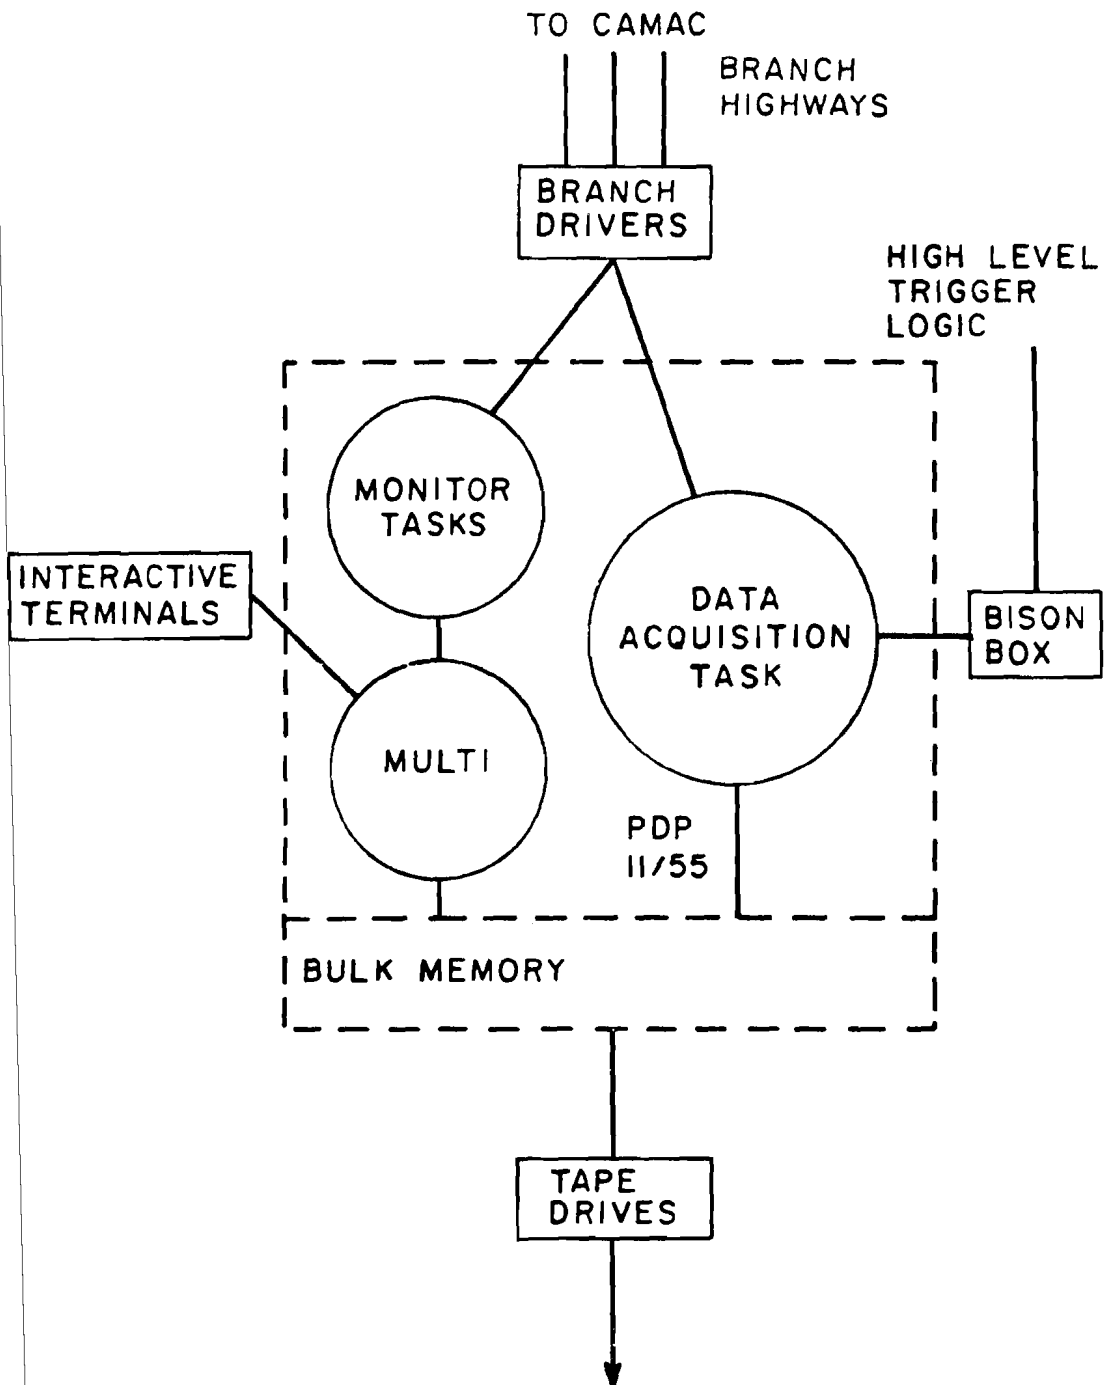 TO CAMAC
BRANCH
HIGHWAYS
BRANCH
DRIVERS
HIGH LEVEL
TRIGGER
LOGIC
MONITOR
TASKS
INTERACTIVE
TERMINALS
DATA
ACQUISITION
TASK
BISON
BOX
MULTI
PDP
11/55
BULK MEMORY
TAPE
DRIVES